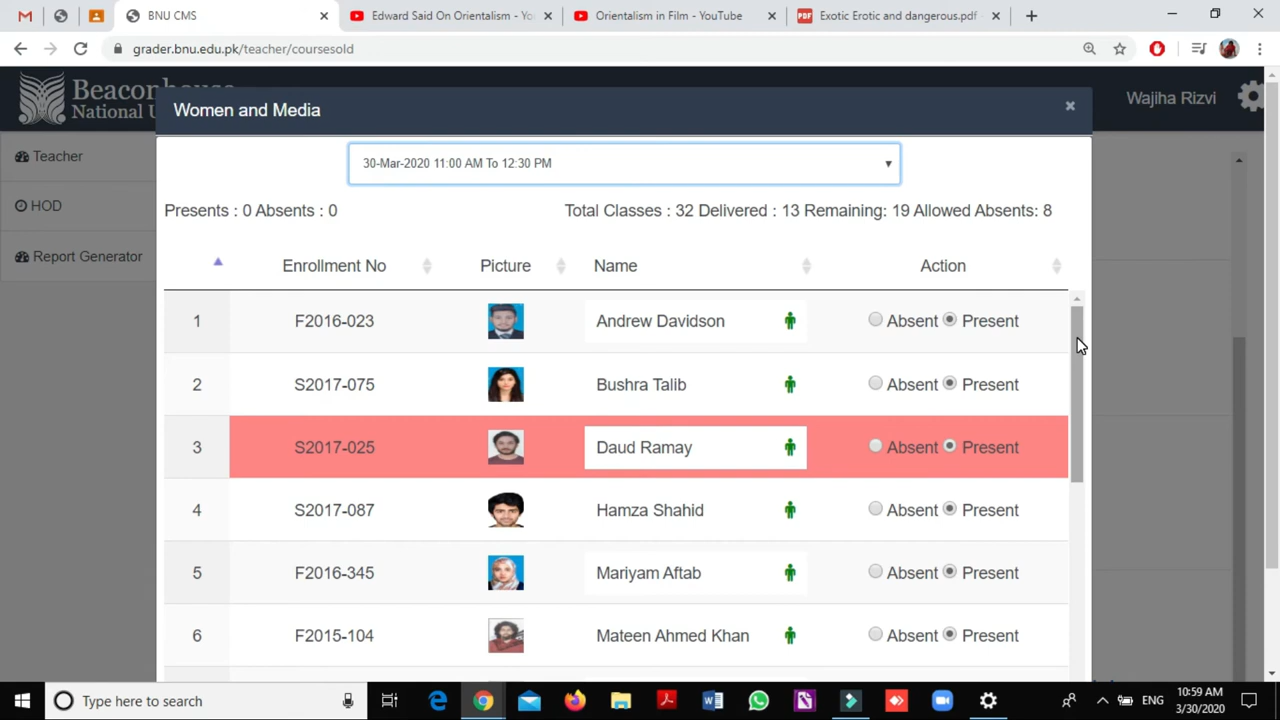 BNU CMS
Edward Said On Orientalism - Yo
Orientalism in Film - YouTube
PDF
Exotic Erotic and dangerous.pdf
grader.bnu.edu.pk/teacher/coursesold
Beaconhouse
National U
Wajiha Rizvi
Women and Media
Teacher
30-Mar-2020 11:00 AM To 12:30 PM
HOD
Presents : 0 Absents : 0
Total Classes : 32 Delivered : 13 Remaining: 19 Allowed Absents: 8
Report Generator
Enrollment No Picture Name Action
1 F2016-023 Andrew Davidson Absent Present
2 S2017-075 Bushra Talib Absent Present
3 S2017-025 Daud Ramay Absent Present
4 S2017-087 Hamza Shahid Absent Present
5 F2016-345 Mariyam Aftab Absent Present
6 F2015-104 Mateen Ahmed Khan Absent Present
Type here to search
ENG
10:59 AM
3/30/2020